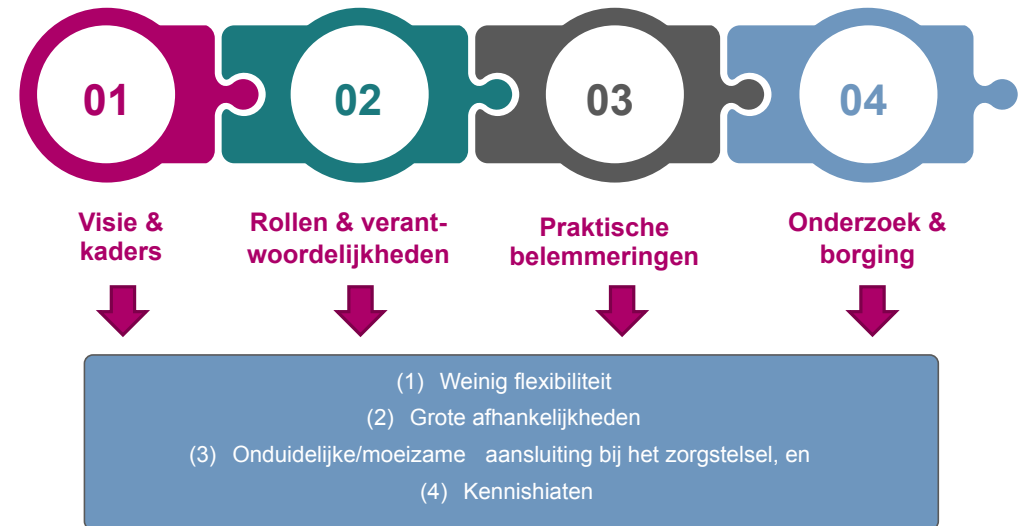 01 02 03 04
Visie &
kaders
Rollen & verant-
woordelijkheden
Praktische
belemmeringen
Onderzoek &
borging
(1) Weinig flexibiliteit
(2) Grote afhankelijkheden
(3) Onduidelijke/moeizame aansluiting bij het zorgstelsel, en
(4) Kennishiaten